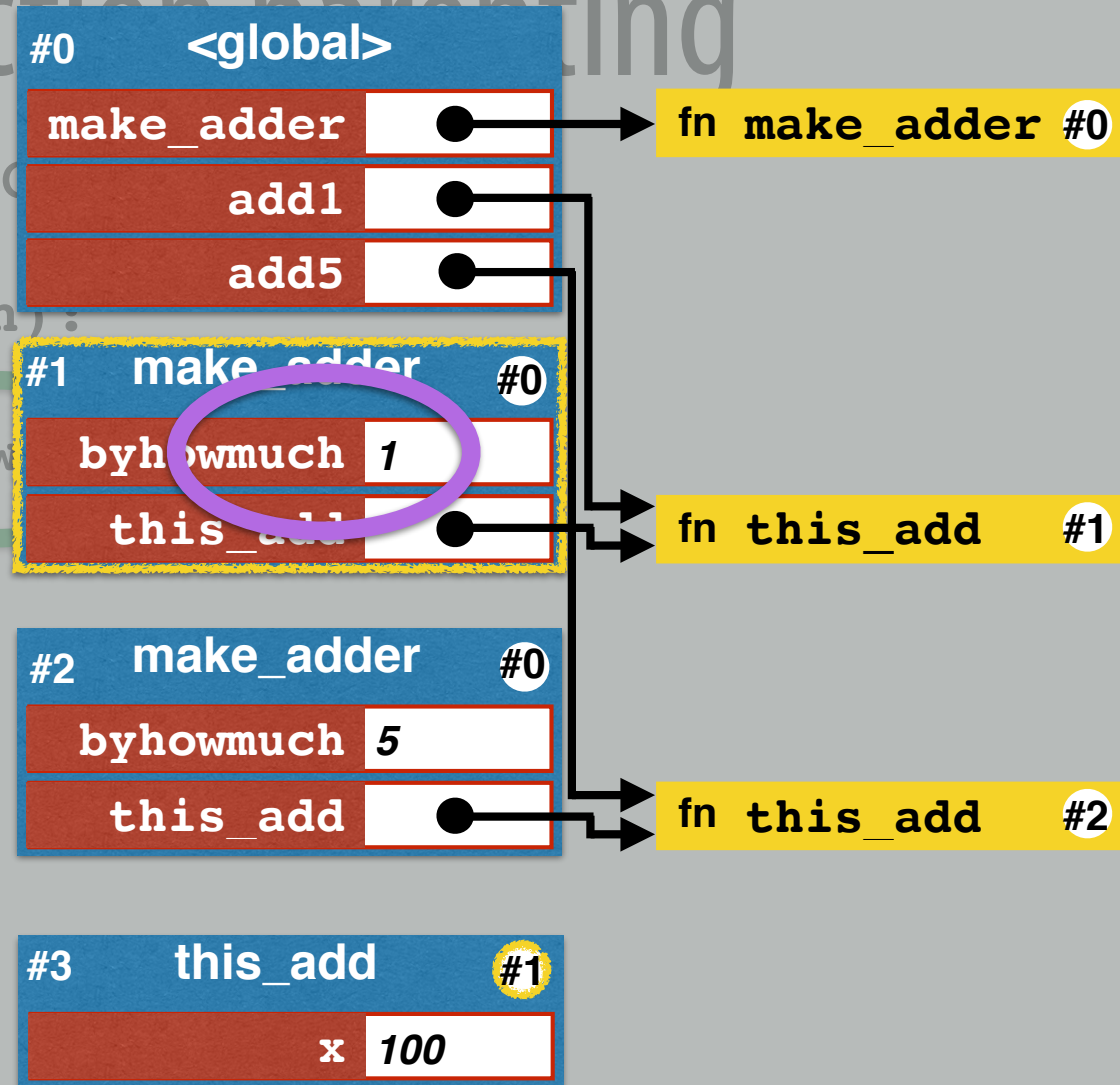 #0 <global>
make_adder
fn make_adder #0
add1
add5
#1 make_adder #0
byhowmuch 1
this_add
fn this_add #1
#2 make_adder #0
byhowmuch 5
this_add
fn this_add #2
#3 this_add #1
x 100